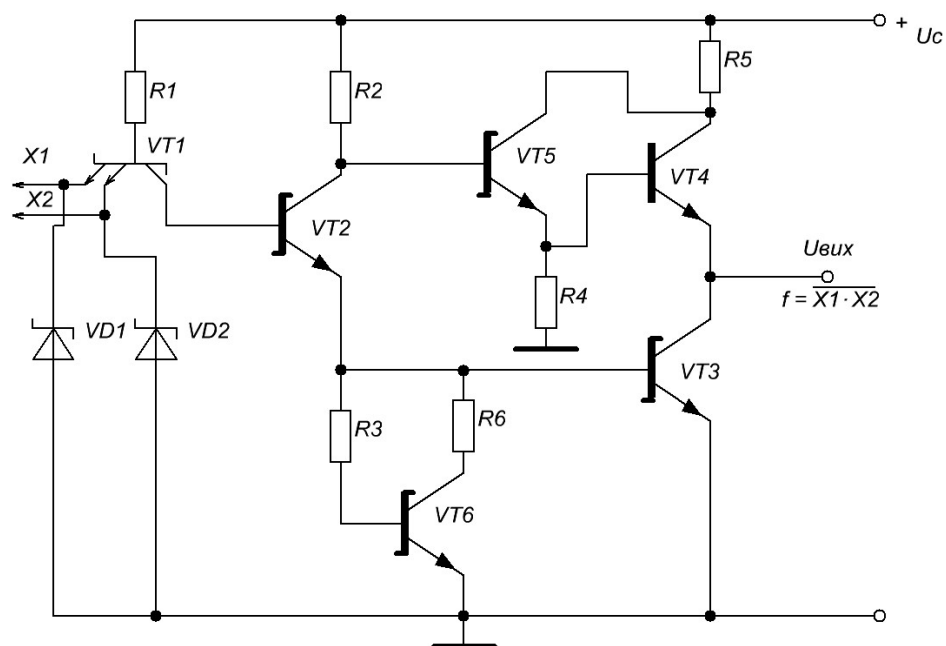 + Uc
R1
R2
R5
X1
VT1
X2
VT5
VT4
VT2
Uвих
f = X1 · X2
R4
VD1
VD2
VT3
R3
R6
VT6